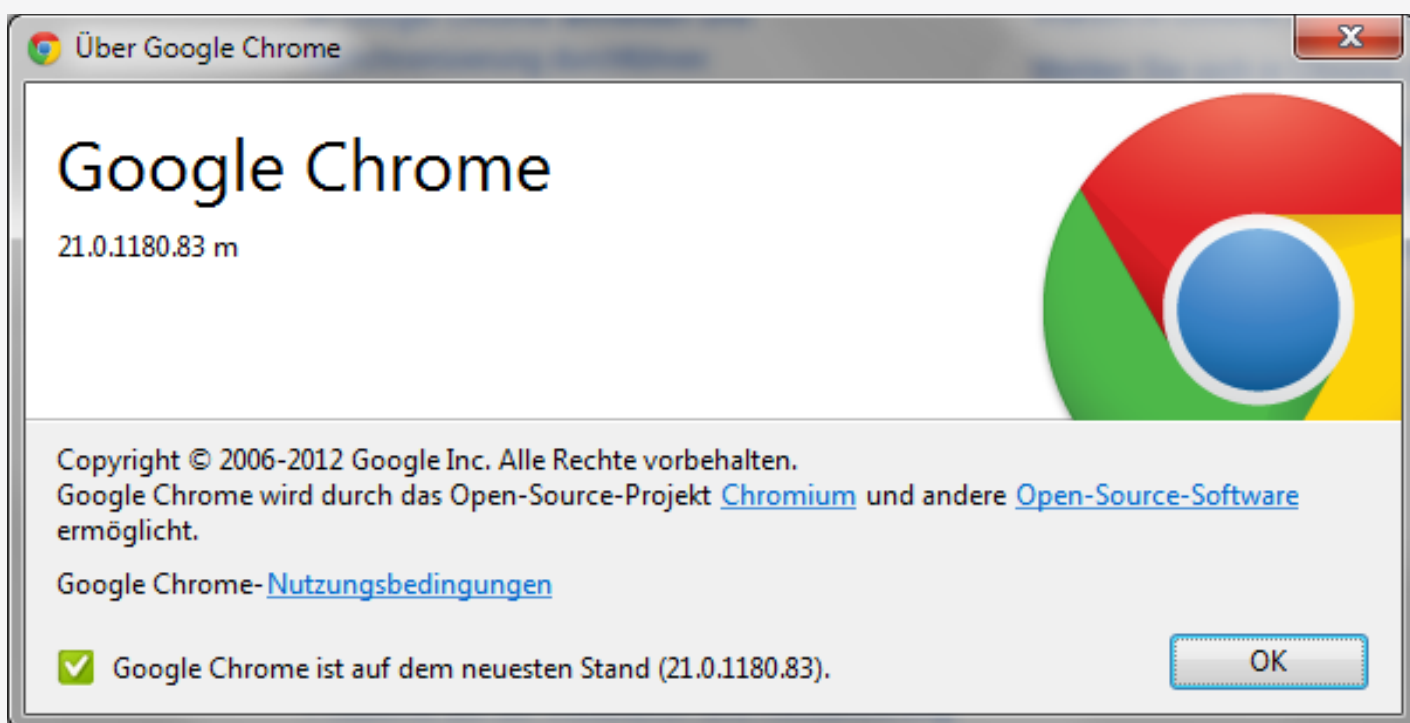 Über Google Chrome
Google Chrome
21.0.1180.83 m
Copyright © 2006-2012 Google Inc. Alle Rechte vorbehalten.
Google Chrome wird durch das Open-Source-Projekt Chromium und andere Open-Source-Software
ermöglicht.
Google Chrome-Nutzungsbedingungen
Google Chrome ist auf dem neuesten Stand (21.0.1180.83).
OK